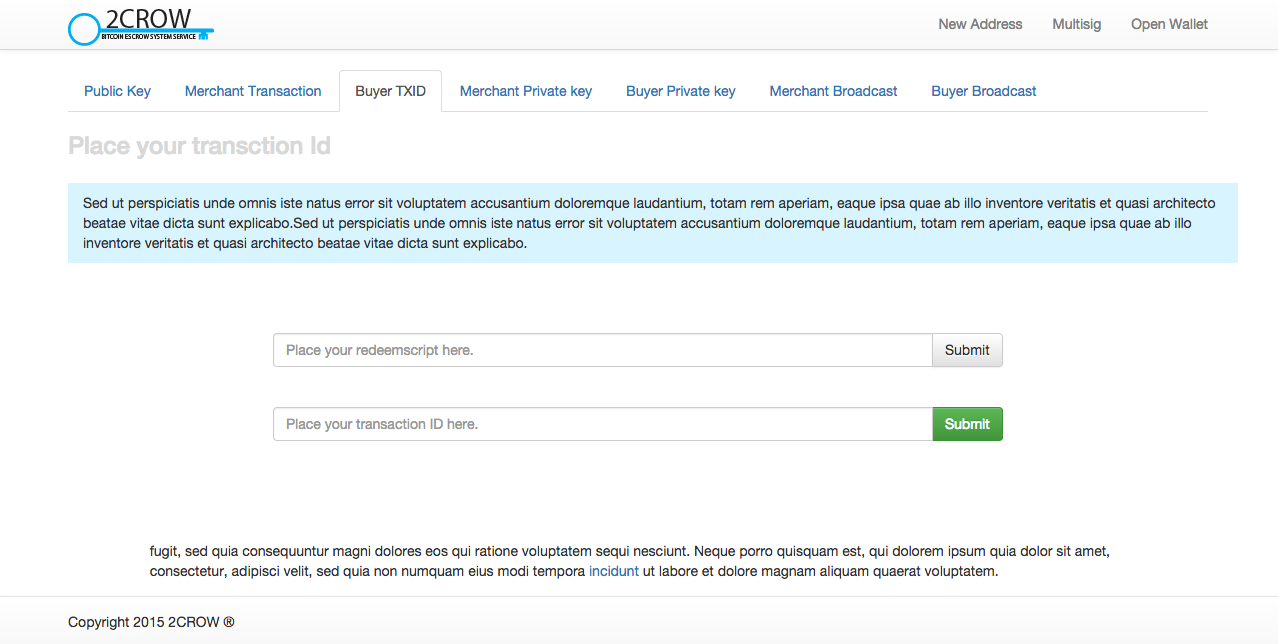 2CROW
BITCOIN ESCROW SYSTEM SERVICE
New Address Multisig Open Wallet
Public Key Merchant Transaction Buyer TXID Merchant Private key Buyer Private key Merchant Broadcast Buyer Broadcast
Place your transction Id
Sed ut perspiciatis unde omnis iste natus error sit voluptatem accusantium doloremque laudantium, totam rem aperiam, eaque ipsa quae ab illo inventore veritatis et quasi architecto
beatae vitae dicta sunt explicabo.Sed ut perspiciatis unde omnis iste natus error sit voluptatem accusantium doloremque laudantium, totam rem aperiam, eaque ipsa quae ab illo
inventore veritatis et quasi architecto beatae vitae dicta sunt explicabo.
Place your redeemscript here. Submit
Place your transaction ID here. Submit
fugit, sed quia consequuntur magni dolores eos qui ratione voluptatem sequi nesciunt. Neque porro quisquam est, qui dolorem ipsum quia dolor sit amet,
consectetur, adipisci velit, sed quia non numquam eius modi tempora incidunt ut labore et dolore magnam aliquam quaerat voluptatem.
Copyright 2015 2CROW ®